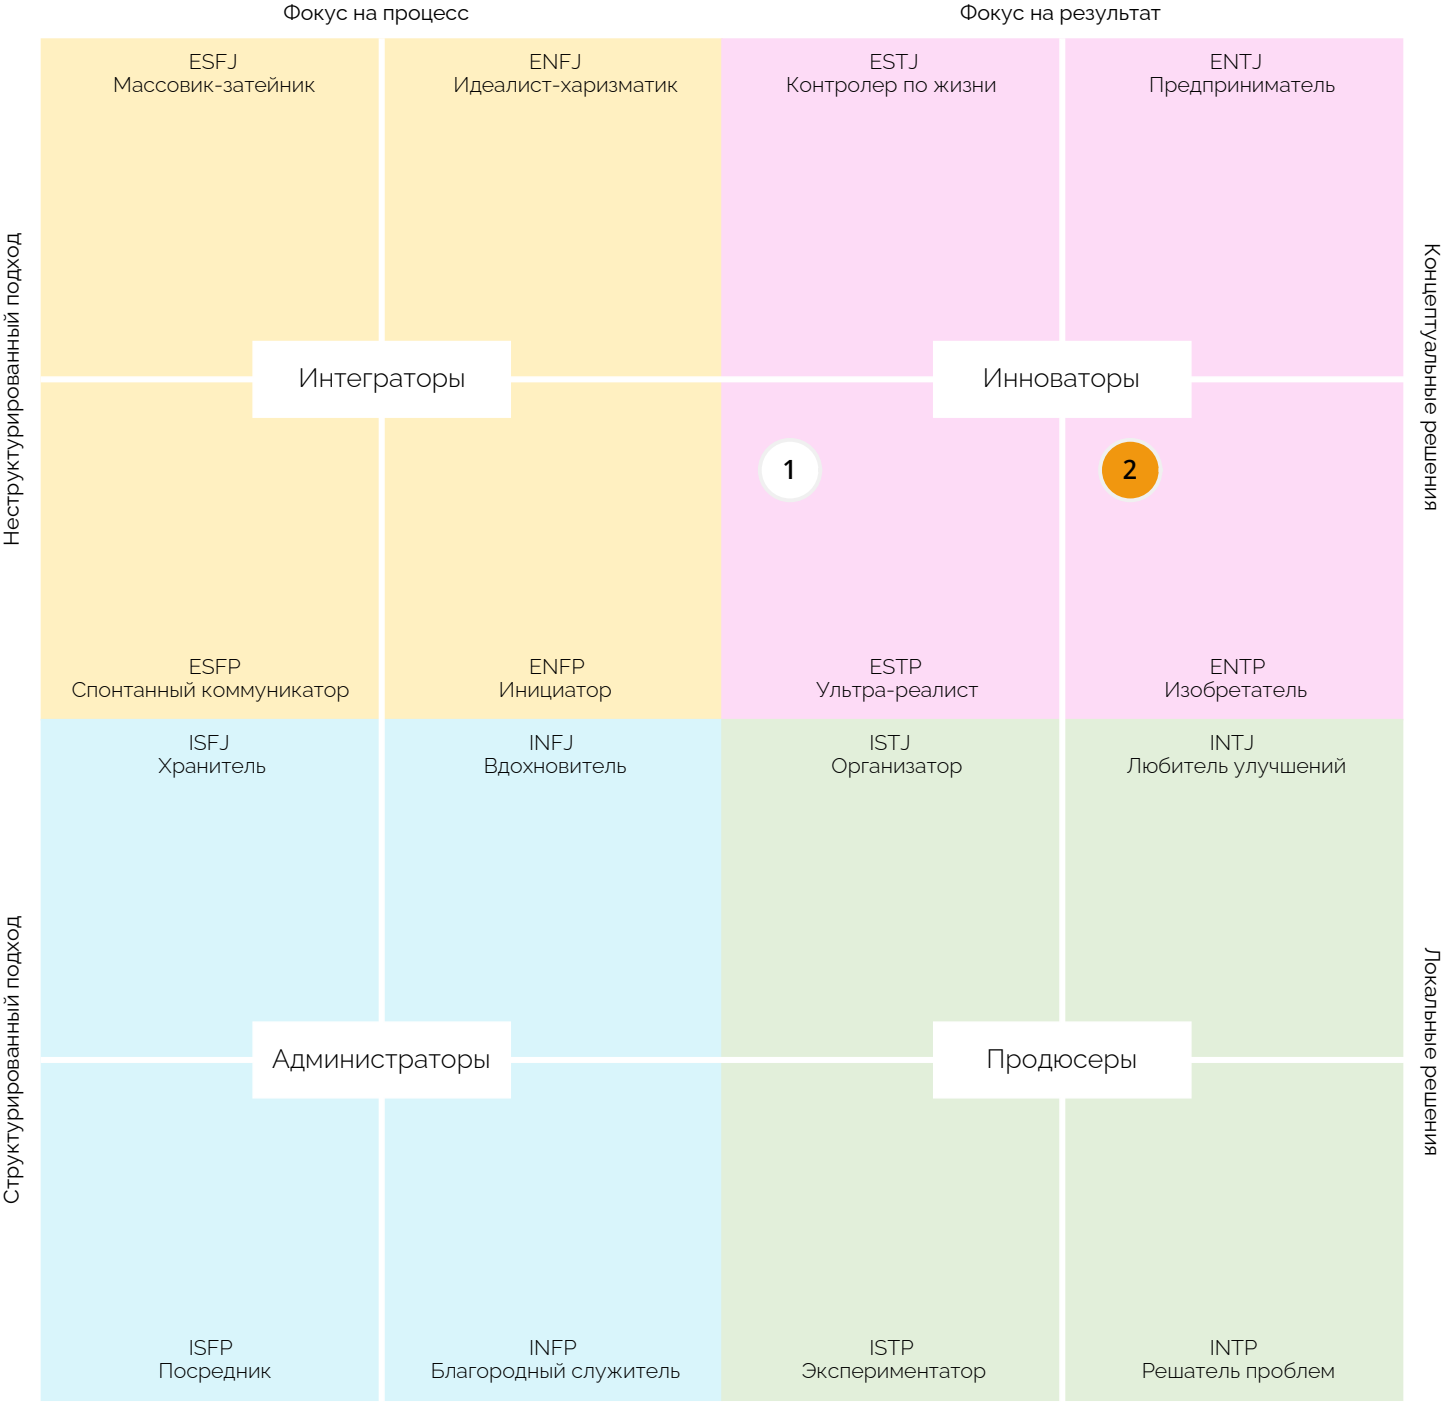 Фокус на процесс
Фокус на результат
ESFJ
Массовик-затейник
ENFJ
Идеалист-харизматик
ESTJ
Контролер по жизни
ENTJ
Предприниматель
Неструктурированный подход
Концептуальные решения
Интеграторы
Инноваторы
1
2
ESFP
Спонтанный коммуникатор
ENFP
Инициатор
ESTP
Ультра-реалист
ENTP
Изобретатель
ISFJ
Хранитель
INFJ
Вдохновитель
ISTJ
Организатор
INTJ
Любитель улучшений
Структурированный подход
Локальные решения
Администраторы
Продюсеры
ISFP
Посредник
INFP
Благородный служитель
ISTP
Экспериментатор
INTP
Решатель проблем